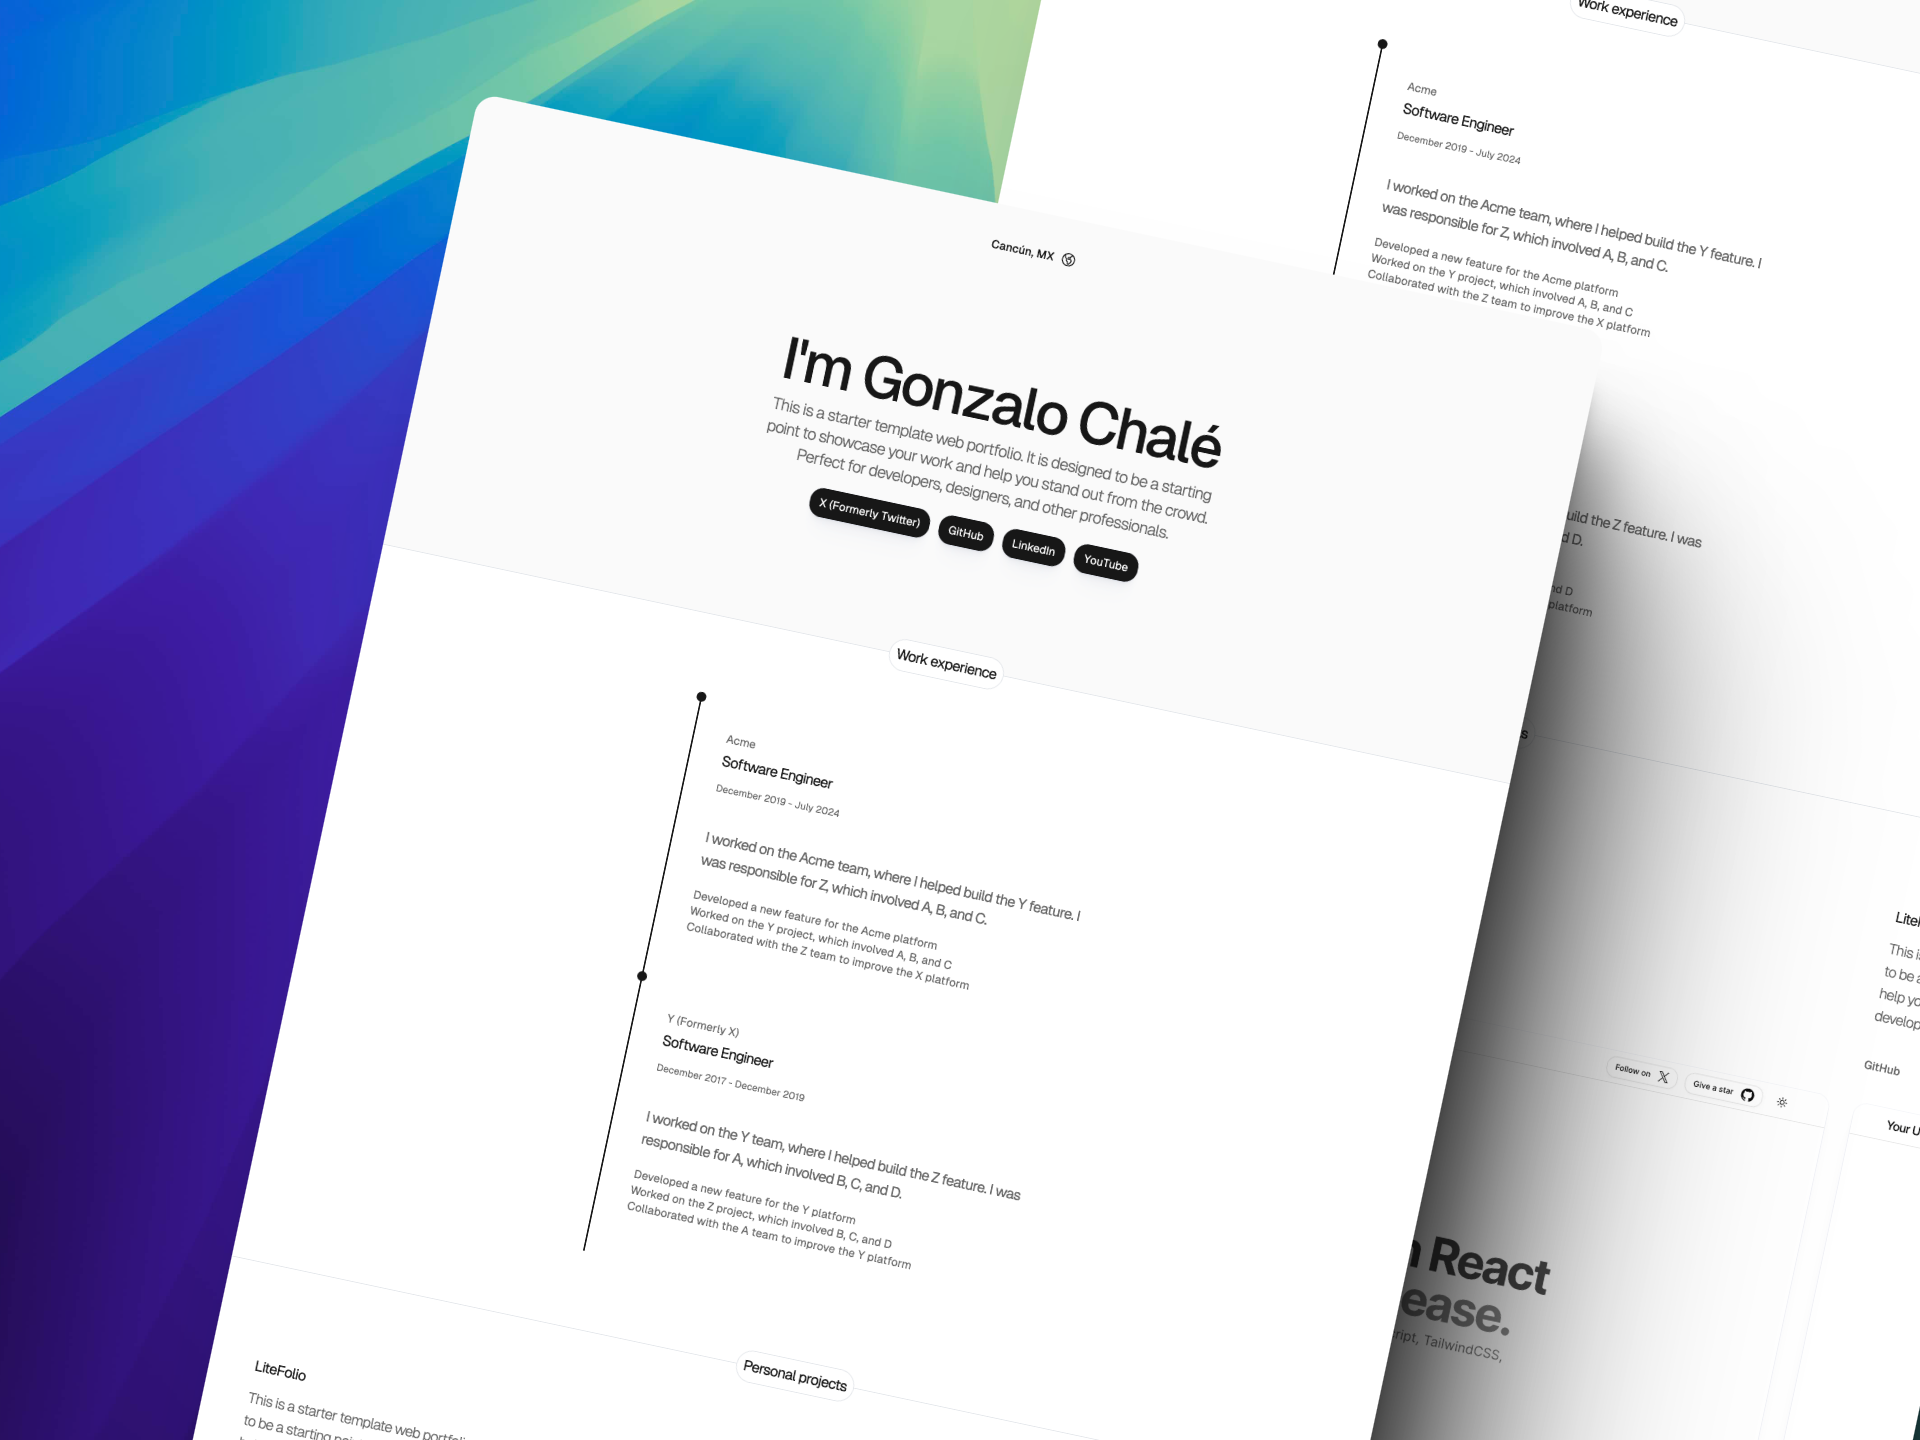 Cancún, MX
I'm Gonzalo Chalé
This is a starter template web portfolio. It is designed to be a starting
point to showcase your work and help you stand out from the crowd.
Perfect for developers, designers, and other professionals.
X (Formerly Twitter)
GitHub
LinkedIn
YouTube
Work experience
Acme
Software Engineer
December 2019 - July 2024
I worked on the Acme team, where I helped build the Y feature. I
was responsible for Z, which involved A, B, and C.
Developed a new feature for the Acme platform
Worked on the Y project, which involved A, B, and C
Collaborated with the Z team to improve the X platform
Y (Formerly X)
Software Engineer
December 2017 - December 2019
I worked on the Y team, where I helped build the Z feature. I was
responsible for A, which involved B, C, and D.
Developed a new feature for the Y platform
Worked on the Z project, which involved B, C, and D
Collaborated with the A team to improve the Y platform
Personal projects
LiteFolio
This is a starter template web
to be a starting
Work experience
Acme
Software Engineer
December 2019 - July 2024
I worked on the Acme team, where I helped build the Y feature. I
was responsible for Z, which involved A, B, and C.
Developed a new feature for the Acme platform
Worked on the Y project, which involved A, B, and C
Collaborated with the Z team to improve the X platform
the Z feature. I was
D.
D
platform
This
to be
help
GitHub
Follow on
Give a star
Your
React
ease.
TailwindCSS,